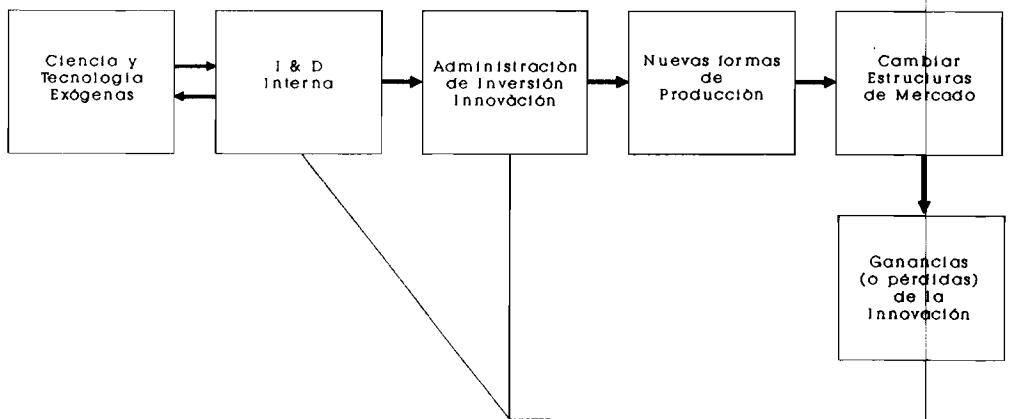 Ciencia y
Tecnología
Exógenas
I & D
Interna
Administración
de Inversión
Innovàción
Nuevas formas
de
Producción
Cambiar
Estructuras
de Mercado
Ganancias
(o pérdidas)
de la
Innovación